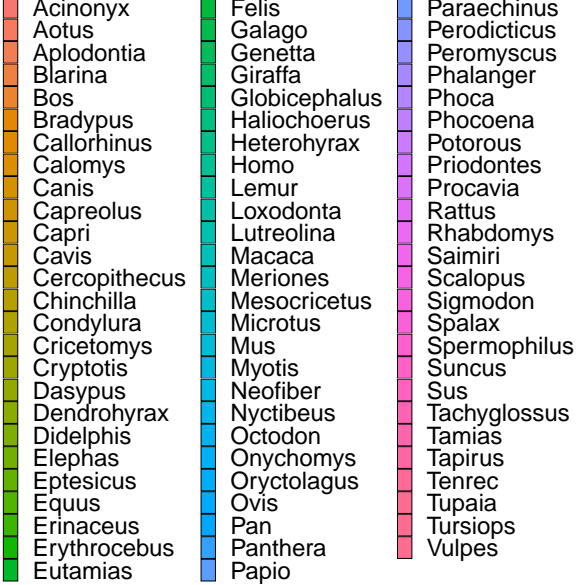 Acinonyx
Aotus
Aplodontia
Blarina
Bos
Bradypus
Callorhinus
Calomys
Canis
Capreolus
Capri
Cavis
Cercopithecus
Chinchilla
Condylura
Cricetomys
Cryptotis
Dasypus
Dendrohyrax
Didelphis
Elephas
Eptesicus
Equus
Erinaceus
Erythrocebus
Eutamias
Felis
Galago
Genetta
Giraffa
Globicephalus
Haliochoerus
Heterohyrax
Homo
Lemur
Loxodonta
Lutreolina
Macaca
Meriones
Mesocricetus
Microtus
Mus
Myotis
Neofiber
Nyctibeus
Octodon
Onychomys
Oryctolagus
Ovis
Pan
Panthera
Papio
Paraechinus
Perodicticus
Peromyscus
Phalanger
Phoca
Phocoena
Potorous
Priodontes
Procavia
Rattus
Rhabdomys
Saimiri
Scalopus
Sigmodon
Spalax
Spermophilus
Suncus
Sus
Tachyglossus
Tamias
Tapirus
Tenrec
Tupaia
Tursiops
Vulpes